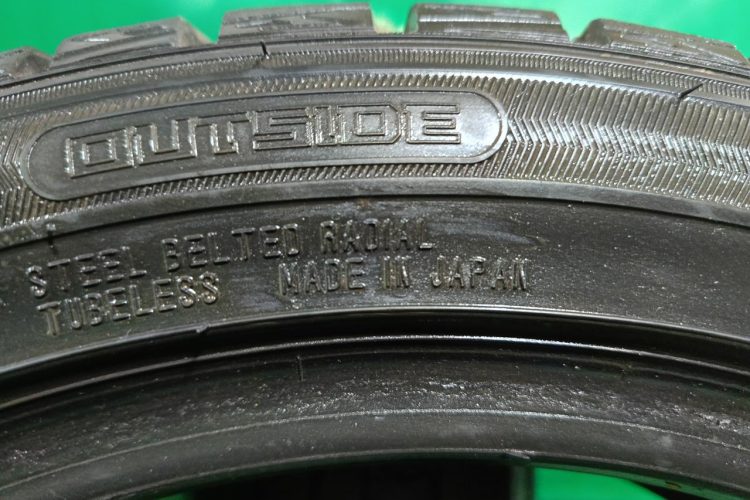 OUTSIDE
STEEL BELTED RADIAL
TUBELESS MADE IN JAPAN